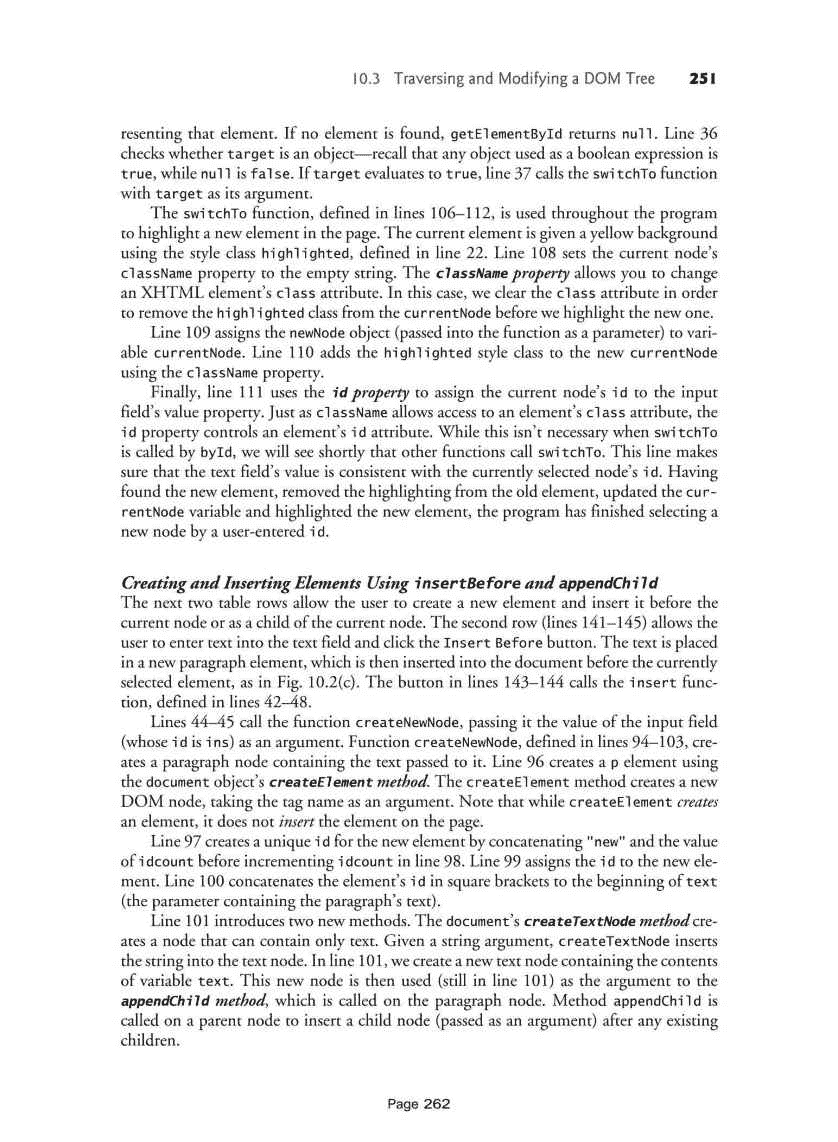 10.3 Traversing and Modifying a DOM Tree 251
resenting that element. If no element is found, getElementById returns null. Line 36
checks whether target is an object—recall that any object used as a boolean expression is
true, while null is false. If target evaluates to true, line 37 calls the switchTo function
with target as its argument.
The switchTo function, defined in lines 106–112, is used throughout the program
to highlight a new element in the page. The current element is given a yellow background
using the style class highlighted, defined in line 22. Line 108 sets the current node's
className property to the empty string. The className property allows you to change
an XHTML element's class attribute. In this case, we clear the class attribute in order
to remove the highlighted class from the currentNode before we highlight the new one.
Line 109 assigns the newNode object (passed into the function as a parameter) to vari-
able currentNode. Line 110 adds the highlighted style class to the new currentNode
using the className property.
Finally, line 111 uses the id property to assign the current node's id to the input
field's value property. Just as className allows access to an element's class attribute, the
id property controls an element's id attribute. While this isn't necessary when switchTo
is called by byId, we will see shortly that other functions call switchTo. This line makes
sure that the text field's value is consistent with the currently selected node's id. Having
found the new element, removed the highlighting from the old element, updated the cur-
rentNode variable and highlighted the new element, the program has finished selecting a
new node by a user-entered id.
Creating and Inserting Elements Using insertBefore and appendChild
The next two table rows allow the user to create a new element and insert it before the
current node or as a child of the current node. The second row (lines 141–145) allows the
user to enter text into the text field and click the Insert Before button. The text is placed
in a new paragraph element, which is then inserted into the document before the currently
selected element, as in Fig. 10.2(c). The button in lines 143–144 calls the insert func-
tion, defined in lines 42–48.
Lines 44–45 call the function createNewNode, passing it the value of the input field
(whose id is ins) as an argument. Function createNewNode, defined in lines 94–103, cre-
ates a paragraph node containing the text passed to it. Line 96 creates a p element using
the document object's createElement method. The createElement method creates a new
DOM node, taking the tag name as an argument. Note that while createElement creates
an element, it does not insert the element on the page.
Line 97 creates a unique id for the new element by concatenating "new" and the value
of idcount before incrementing idcount in line 98. Line 99 assigns the id to the new ele-
ment. Line 100 concatenates the element's id in square brackets to the beginning of text
(the parameter containing the paragraph's text).
Line 101 introduces two new methods. The document's createTextNode method cre-
ates a node that can contain only text. Given a string argument, createTextNode inserts
the string into the text node. In line 101, we create a new text node containing the contents
of variable text. This new node is then used (still in line 101) as the argument to the
appendChild method, which is called on the paragraph node. Method appendChild is
called on a parent node to insert a child node (passed as an argument) after any existing
children.
Page 262